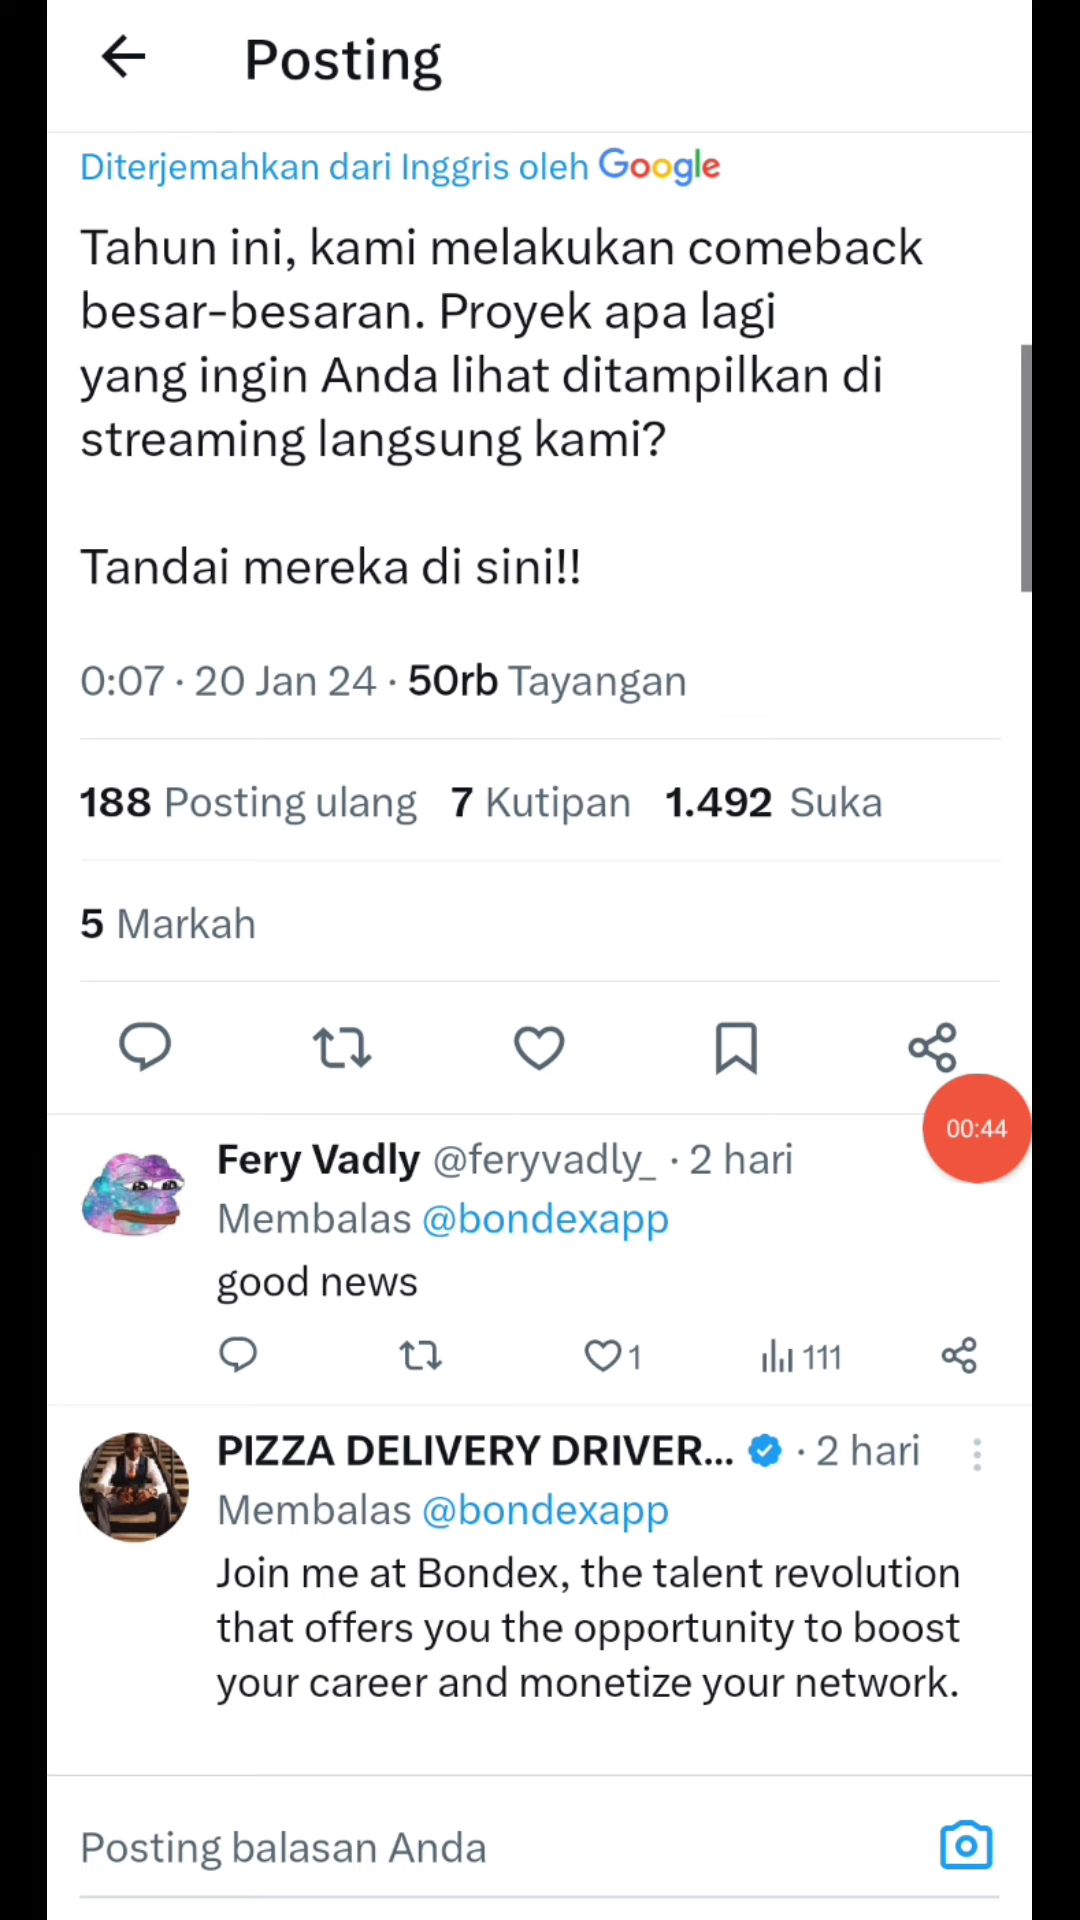 Posting
Diterjemahkan dari Inggris oleh Google
Tahun ini, kami melakukan comeback
besar-besaran. Proyek apa lagi
yang ingin Anda lihat ditampilkan di
streaming langsung kami?
Tandai mereka di sini!!
0:07 · 20 Jan 24 · 50rb Tayangan
188 Posting ulang 7 Kutipan 1.492 Suka
5 Markah
00:44
Fery Vadly @feryvadly_ · 2 hari
Membalas @bondexapp
good news
1 111
PIZZA DELIVERY DRIVER... · 2 hari
Membalas @bondexapp
Join me at Bondex, the talent revolution
that offers you the opportunity to boost
your career and monetize your network.
Posting balasan Anda